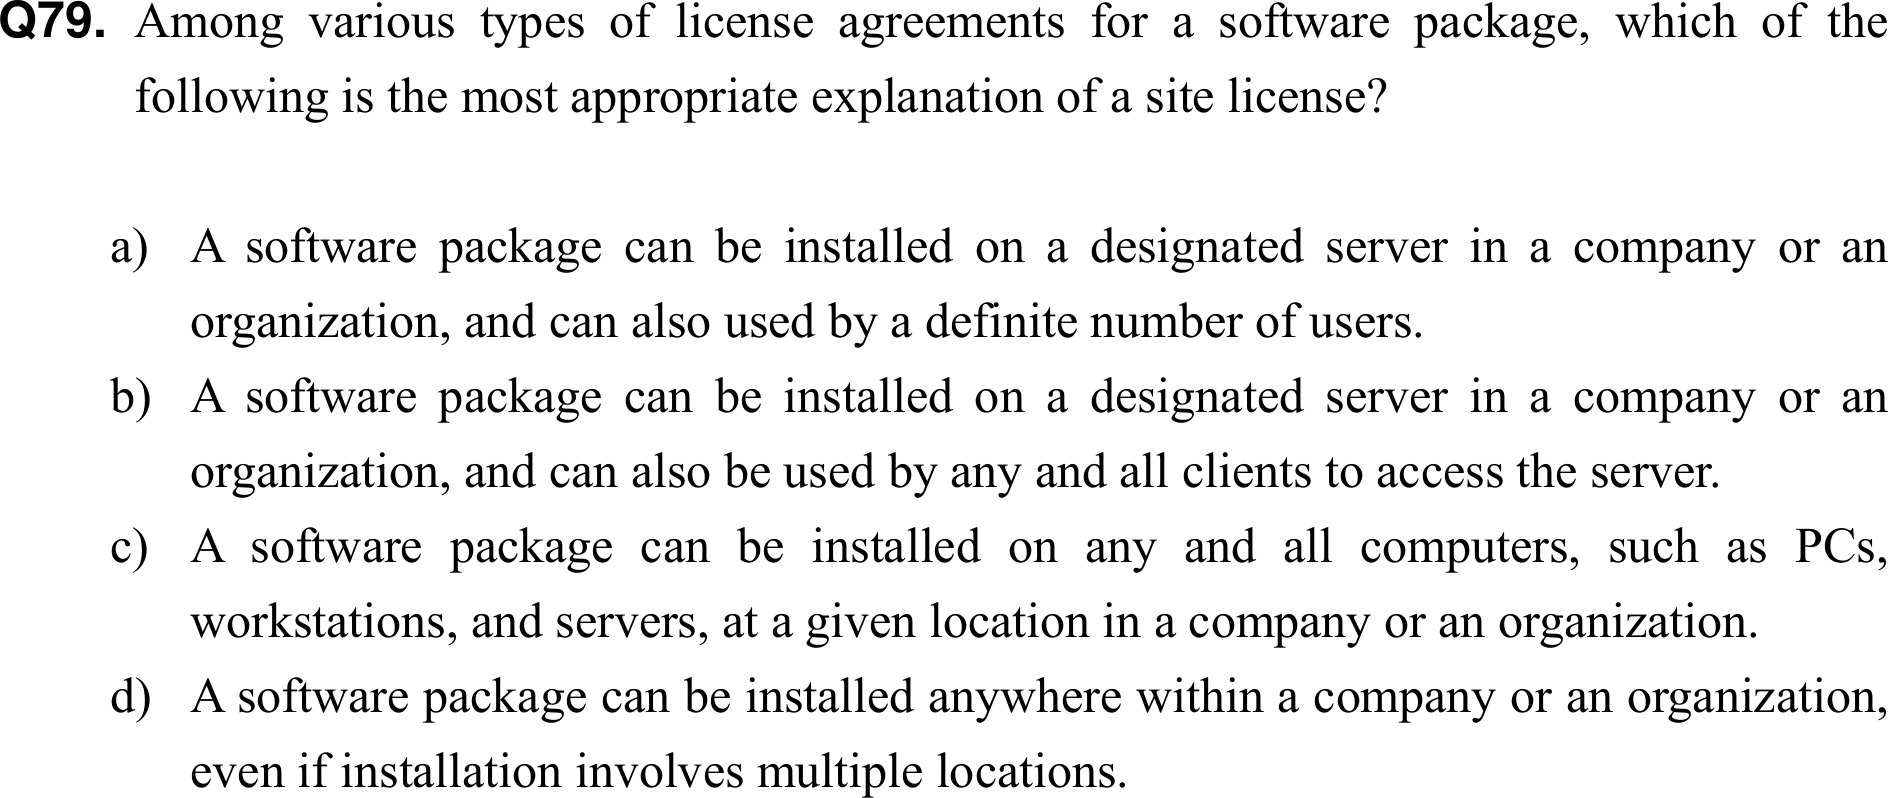 Q79. Among various types of license agreements for a software package, which of the
following is the most appropriate explanation of a site license?
a) A software package can be installed on a designated server in a company or an
organization, and can also used by a definite number of users.
b) A software package can be installed on a designated server in a company or an
organization, and can also be used by any and all clients to access the server.
c) A software package can be installed on any and all computers, such as PCs,
workstations, and servers, at a given location in a company or an organization.
d) A software package can be installed anywhere within a company or an organization,
even if installation involves multiple locations.